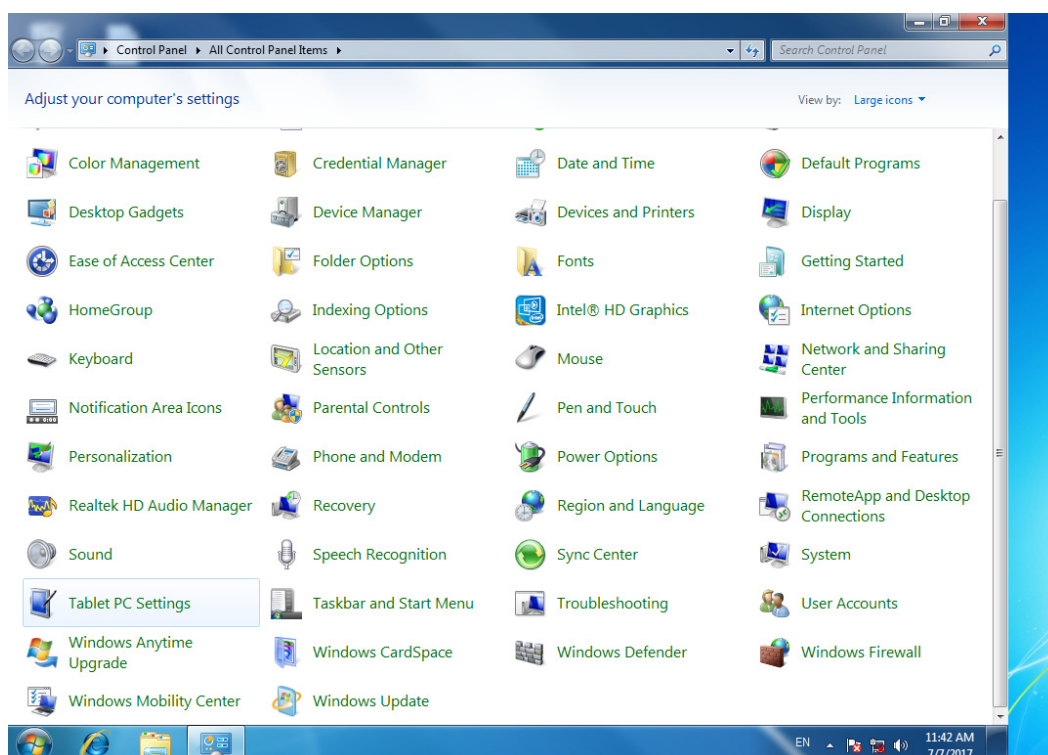 Control Panel ▸ All Control Panel Items ▸
Search Control Panel
Adjust your computer's settings
View by: Large icons
Color Management
Credential Manager
Date and Time
Default Programs
Desktop Gadgets
Device Manager
Devices and Printers
Display
Ease of Access Center
Folder Options
Fonts
Getting Started
HomeGroup
Indexing Options
Intel® HD Graphics
Internet Options
Keyboard
Location and Other
Sensors
Mouse
Network and Sharing
Center
Notification Area Icons
Parental Controls
Pen and Touch
Performance Information
and Tools
Personalization
Phone and Modem
Power Options
Programs and Features
Realtek HD Audio Manager
Recovery
Region and Language
RemoteApp and Desktop
Connections
Sound
Speech Recognition
Sync Center
System
Tablet PC Settings
Taskbar and Start Menu
Troubleshooting
User Accounts
Windows Anytime
Upgrade
Windows CardSpace
Windows Defender
Windows Firewall
Windows Mobility Center
Windows Update
EN
11:42 AM
7/7/2017